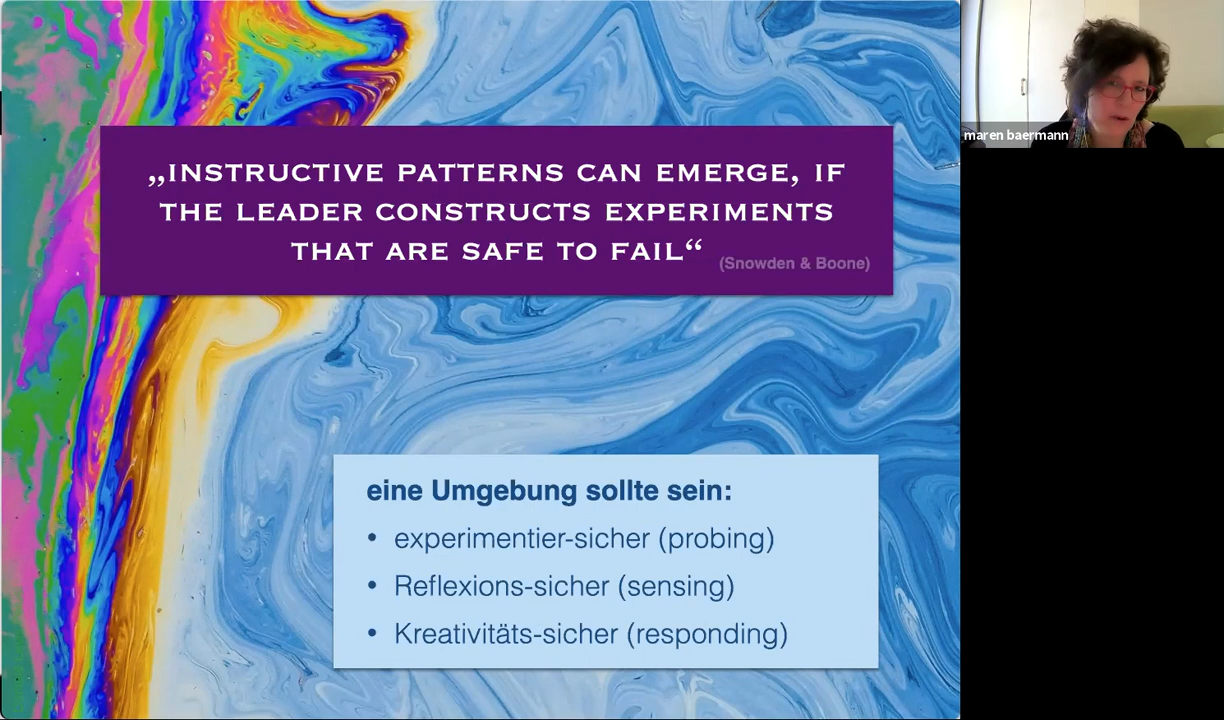 „INSTRUCTIVE PATTERNS CAN EMERGE, IF
THE LEADER CONSTRUCTS EXPERIMENTS
THAT ARE SAFE TO FAIL“ (Snowden & Boone)
eine Umgebung sollte sein:
• experimentier-sicher (probing)
• Reflexions-sicher (sensing)
• Kreativitäts-sicher (responding)
maren baermann